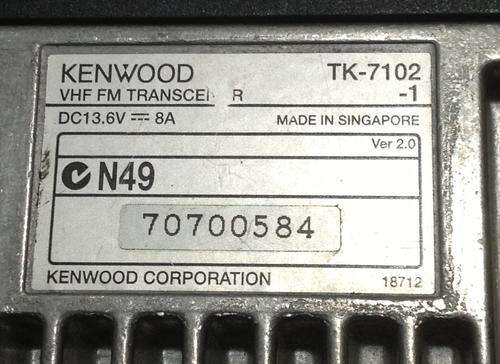 KENWOOD TK-7102
VHF FM TRANSCEI R -1
DC13.6V ⎓ 8A MADE IN SINGAPORE
Ver 2.0
N49
70700584
KENWOOD CORPORATION 18712